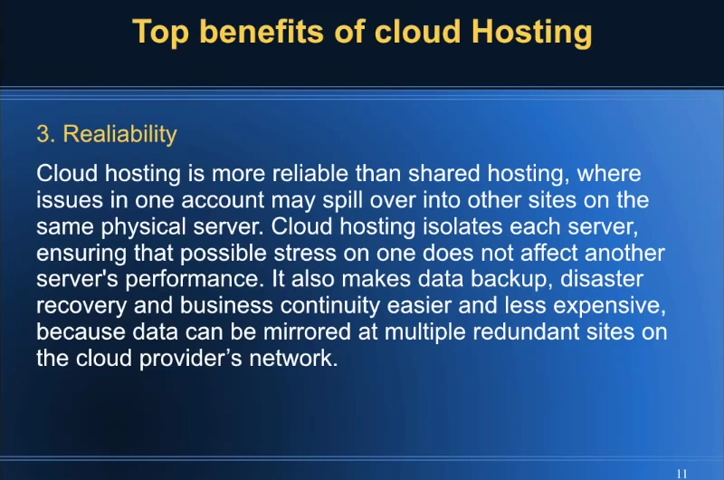 Top benefits of cloud Hosting
3. Realiability
Cloud hosting is more reliable than shared hosting, where
issues in one account may spill over into other sites on the
same physical server. Cloud hosting isolates each server,
ensuring that possible stress on one does not affect another
server's performance. It also makes data backup, disaster
recovery and business continuity easier and less expensive,
because data can be mirrored at multiple redundant sites on
the cloud provider’s network.
11